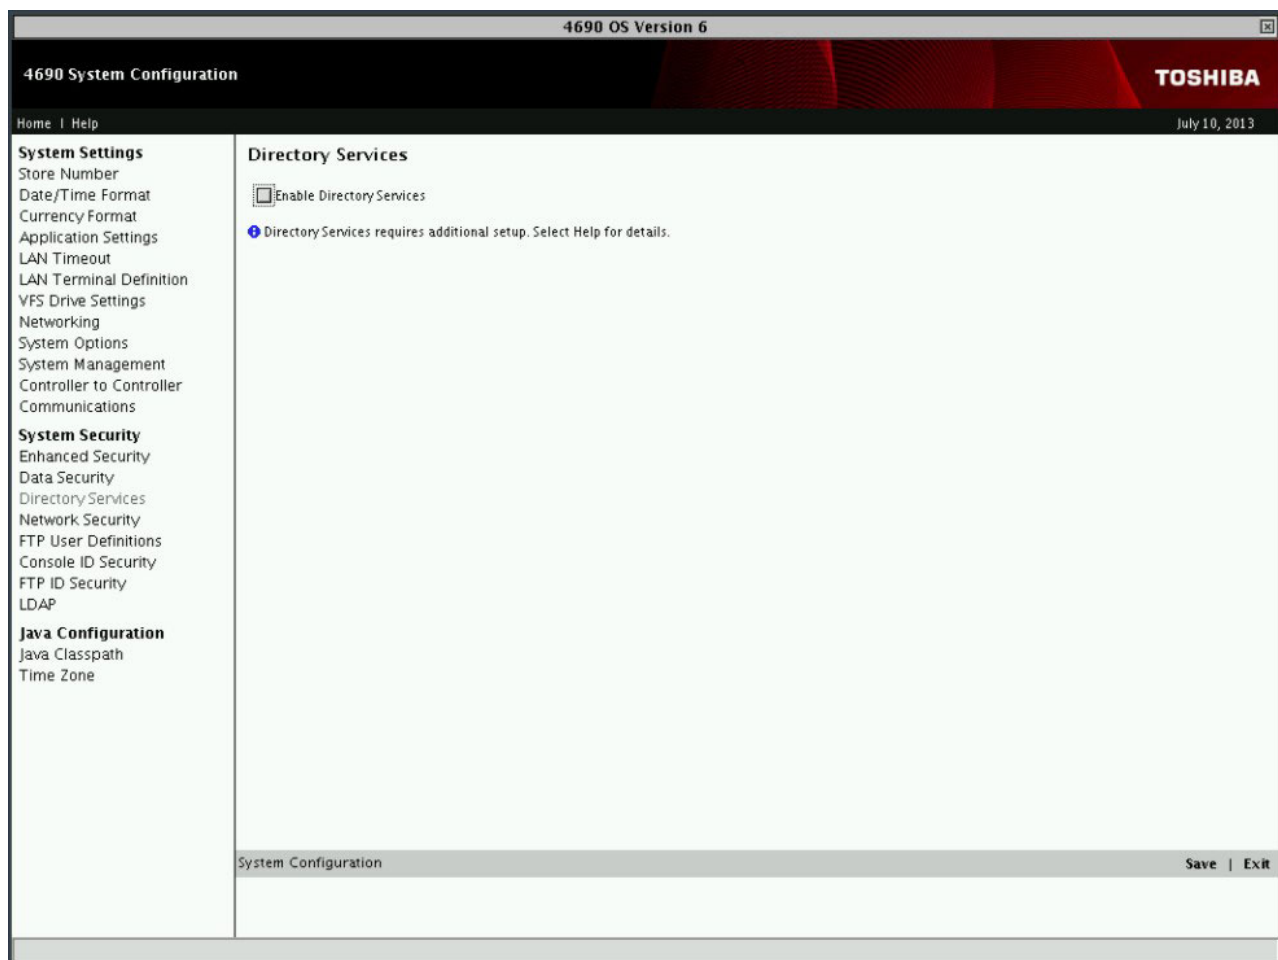 4690 OS Version 6
4690 System Configuration
TOSHIBA
Home | Help
July 10, 2013
System Settings
Store Number
Date/Time Format
Currency Format
Application Settings
LAN Timeout
LAN Terminal Definition
VFS Drive Settings
Networking
System Options
System Management
Controller to Controller
Communications
System Security
Enhanced Security
Data Security
Directory Services
Network Security
FTP User Definitions
Console ID Security
FTP ID Security
LDAP
Java Configuration
Java Classpath
Time Zone
Directory Services
Enable Directory Services
Directory Services requires additional setup. Select Help for details.
System Configuration
Save | Exit